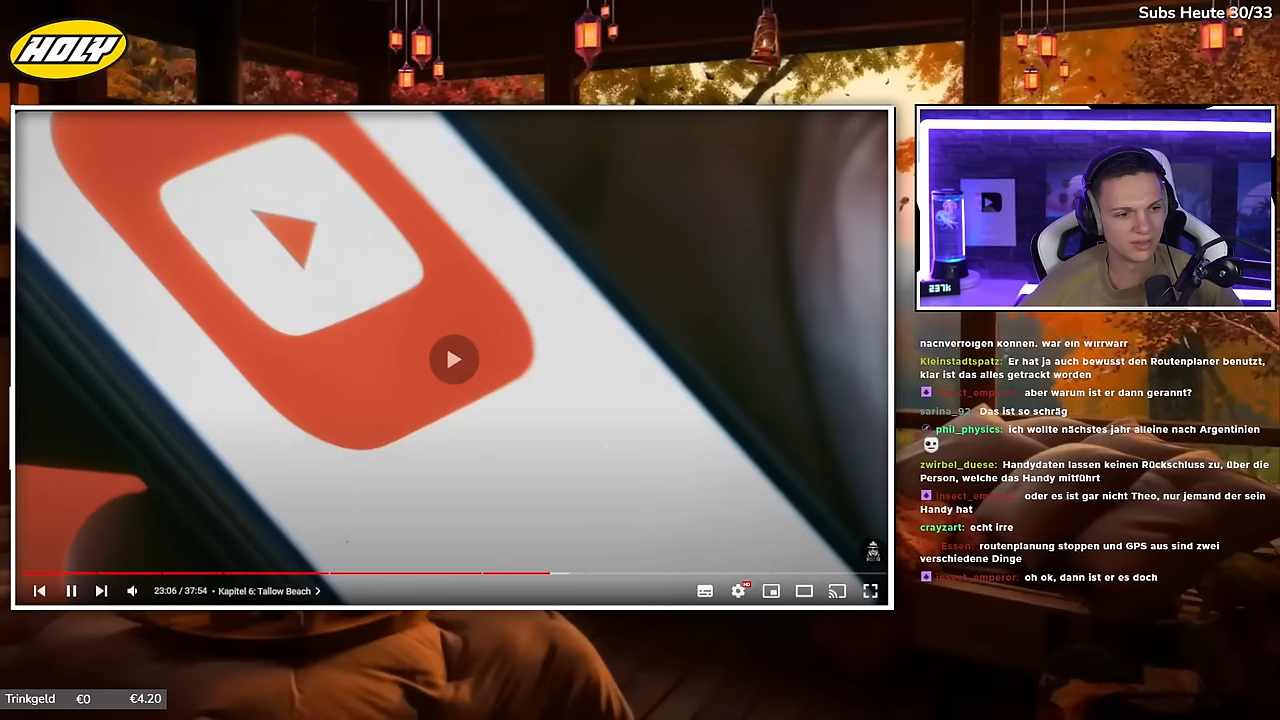 HOLY
Subs Heute 30/33
23:06 / 37:54 • Kapitel 6: Tallow Beach
HD
237k
nachverfolgen können. war ein wirrwarr
Kleinstadtspatz: Er hat ja auch bewusst den Routenplaner benutzt,
klar ist das alles getrackt worden
insect_emperor: aber warum ist er dann gerannt?
sarina_92: Das ist so schräg
phil_physics: ich wollte nächstes jahr alleine nach Argentinien
zwirbel_duese: Handydaten lassen keinen Rückschluss zu, über die
Person, welche das Handy mitführt
insect_emperor: oder es ist gar nicht Theo, nur jemand der sein
Handy hat
crayzart: echt irre
Essen: routenplanung stoppen und GPS aus sind zwei
verschiedene Dinge
insect_emperor: oh ok, dann ist er es doch
Trinkgeld €0 €4.20